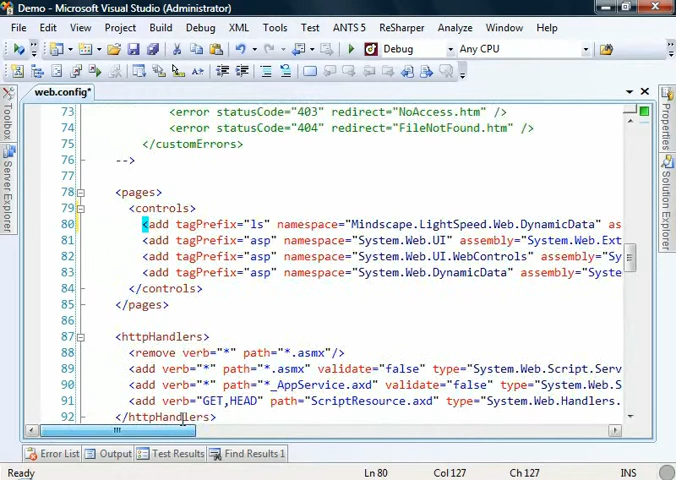 Demo - Microsoft Visual Studio (Administrator)
File Edit View Project Build Debug XML Tools Test ANTS 5 ReSharper Analyze Window Help
Debug Any CPU
web.config*
Toolbox
Server Explorer
Properties
Solution Explorer
73 <error statusCode="403" redirect="NoAccess.htm" />
74 <error statusCode="404" redirect="FileNotFound.htm" />
75 </customErrors>
76 -->
77
78 <pages>
79 <controls>
80 <add tagPrefix="ls" namespace="Mindscape.LightSpeed.Web.DynamicData" as
81 <add tagPrefix="asp" namespace="System.Web.UI" assembly="System.Web.Ext
82 <add tagPrefix="asp" namespace="System.Web.UI.WebControls" assembly="Sy
83 <add tagPrefix="asp" namespace="System.Web.DynamicData" assembly="Syste
84 </controls>
85 </pages>
86
87 <httpHandlers>
88 <remove verb="*" path="*.asmx"/>
89 <add verb="*" path="*.asmx" validate="false" type="System.Web.Script.Serv
90 <add verb="*" path="*_AppService.axd" validate="false" type="System.Web.S
91 <add verb="GET,HEAD" path="ScriptResource.axd" type="System.Web.Handlers.
92 </httpHandlers>
Error List Output Test Results Find Results 1
Ready Ln 80 Col 127 Ch 127 INS